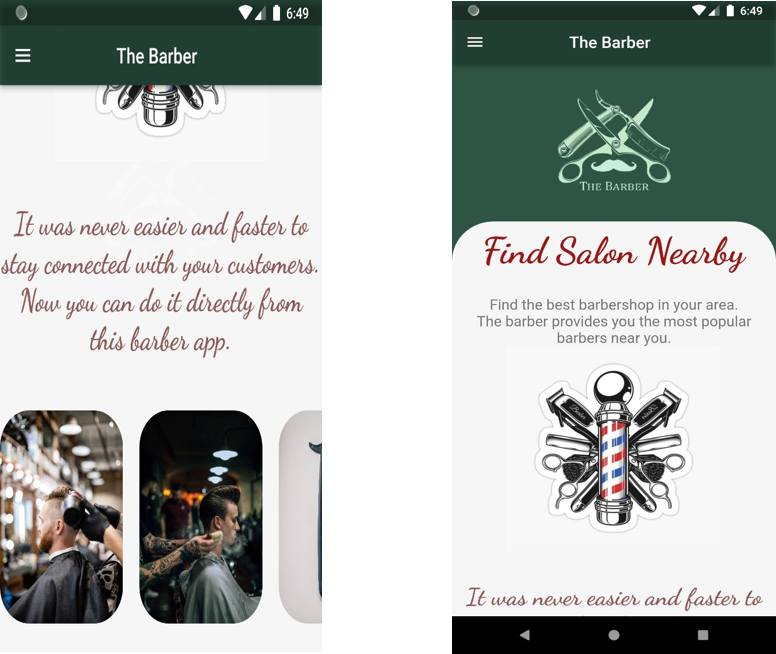 6:49
The Barber
It was never easier and faster to
stay connected with your customers.
Now you can do it directly from
this barber app.
6:49
The Barber
THE BARBER
Find Salon Nearby
Find the best barbershop in your area.
The barber provides you the most popular
barbers near you.
It was never easier and faster to